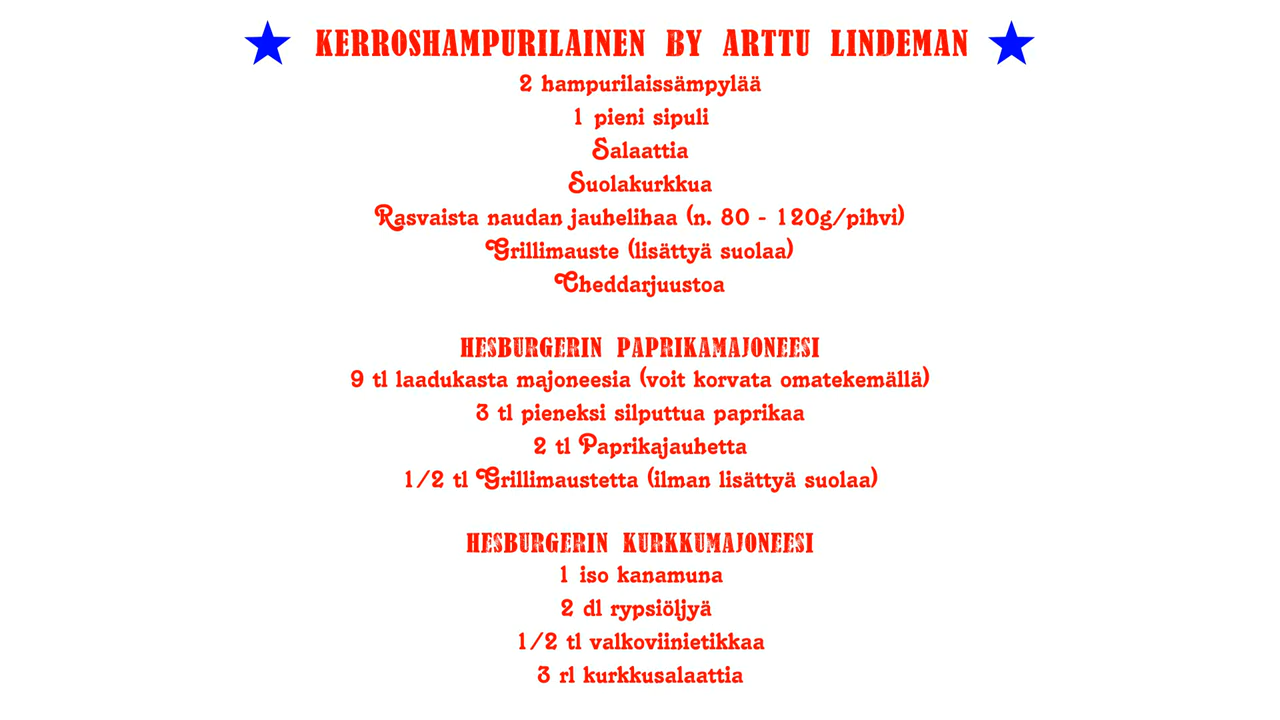 KERROSHAMPURILAINEN BY ARTTU LINDEMAN
2 hampurilaissämpylää
1 pieni sipuli
Salaattia
Suolakurkkua
Rasvaista naudan jauhelihaa (n. 80 - 120g/pihvi)
Grillimauste (lisättyä suolaa)
Cheddarjuustoa
HESBURGERIN PAPRIKAMAJONEESI
9 tl laadukasta majoneesia (voit korvata omatekemällä)
3 tl pieneksi silputtua paprikaa
2 tl Paprikajauhetta
1/2 tl Grillimaustetta (ilman lisättyä suolaa)
HESBURGERIN KURKKUMAJONEESI
1 iso kanamuna
2 dl rypsiöljyä
1/2 tl valkoviinietikkaa
3 rl kurkkusalaattia